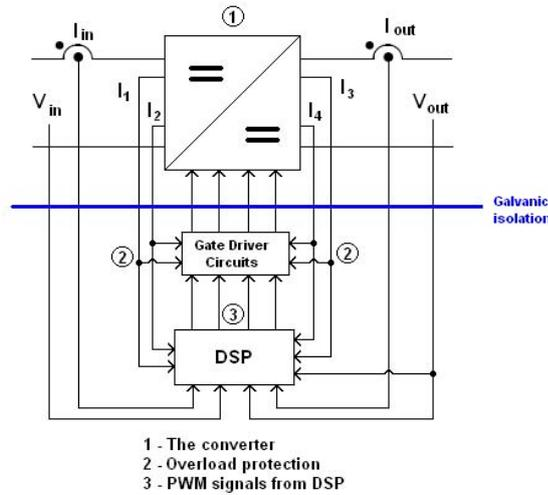 1
I in
I out
I1
I2
I3
I4
V in
V out
Galvanic
isolation
2
Gate Driver
Circuits
2
3
DSP
1 - The converter
2 - Overload protection
3 - PWM signals from DSP